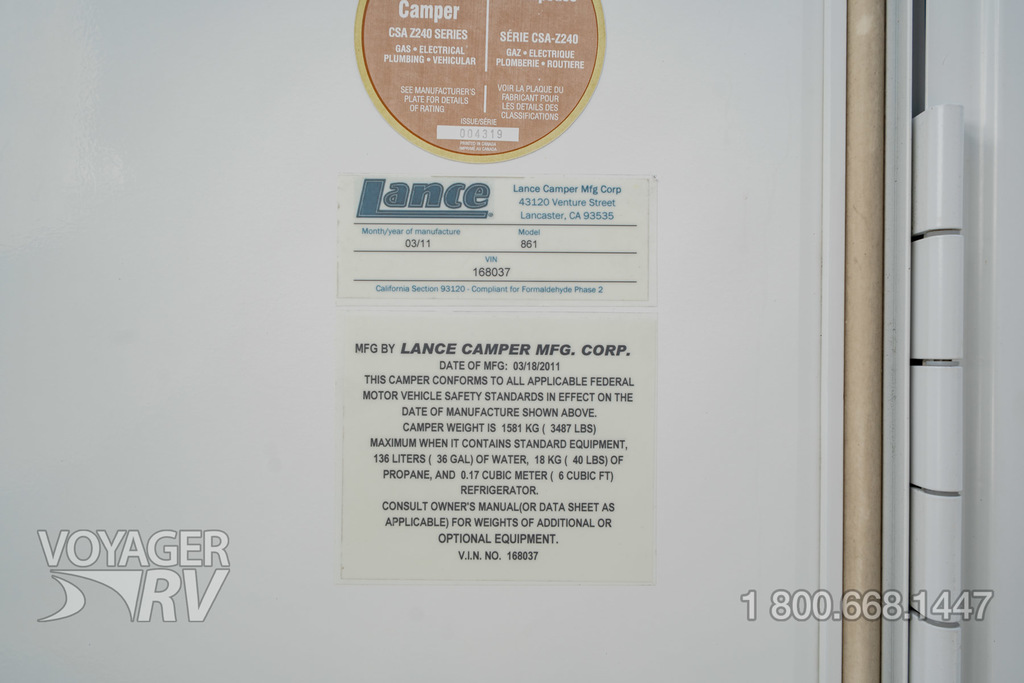 Camper
CSA Z240 SERIES
GAS • ELECTRICAL
PLUMBING • VEHICULAR
SEE MANUFACTURER'S
PLATE FOR DETAILS
OF RATING
SÉRIE CSA-Z240
GAZ • ELECTRIQUE
PLOMBERIE • ROUTIERE
VOIR LA PLAQUE DU
FABRICANT POUR
LES DETAILS DES
CLASSIFICATIONS
ISSUE/SÉRIE
004319
PRINTED IN CANADA
IMPRIMÉ AU CANADA
Lance
Lance Camper Mfg Corp
43120 Venture Street
Lancaster, CA 93535
Month/year of manufacture Model
03/11 861
VIN
168037
California Section 93120 - Compliant for Formaldehyde Phase 2
MFG BY LANCE CAMPER MFG. CORP.
DATE OF MFG: 03/18/2011
THIS CAMPER CONFORMS TO ALL APPLICABLE FEDERAL
MOTOR VEHICLE SAFETY STANDARDS IN EFFECT ON THE
DATE OF MANUFACTURE SHOWN ABOVE.
CAMPER WEIGHT IS 1581 KG ( 3487 LBS)
MAXIMUM WHEN IT CONTAINS STANDARD EQUIPMENT,
136 LITERS ( 36 GAL) OF WATER, 18 KG ( 40 LBS) OF
PROPANE, AND 0.17 CUBIC METER ( 6 CUBIC FT)
REFRIGERATOR.
CONSULT OWNER'S MANUAL(OR DATA SHEET AS
APPLICABLE) FOR WEIGHTS OF ADDITIONAL OR
OPTIONAL EQUIPMENT.
V.I.N. NO. 168037
VOYAGER
RV
1 800.668.1447